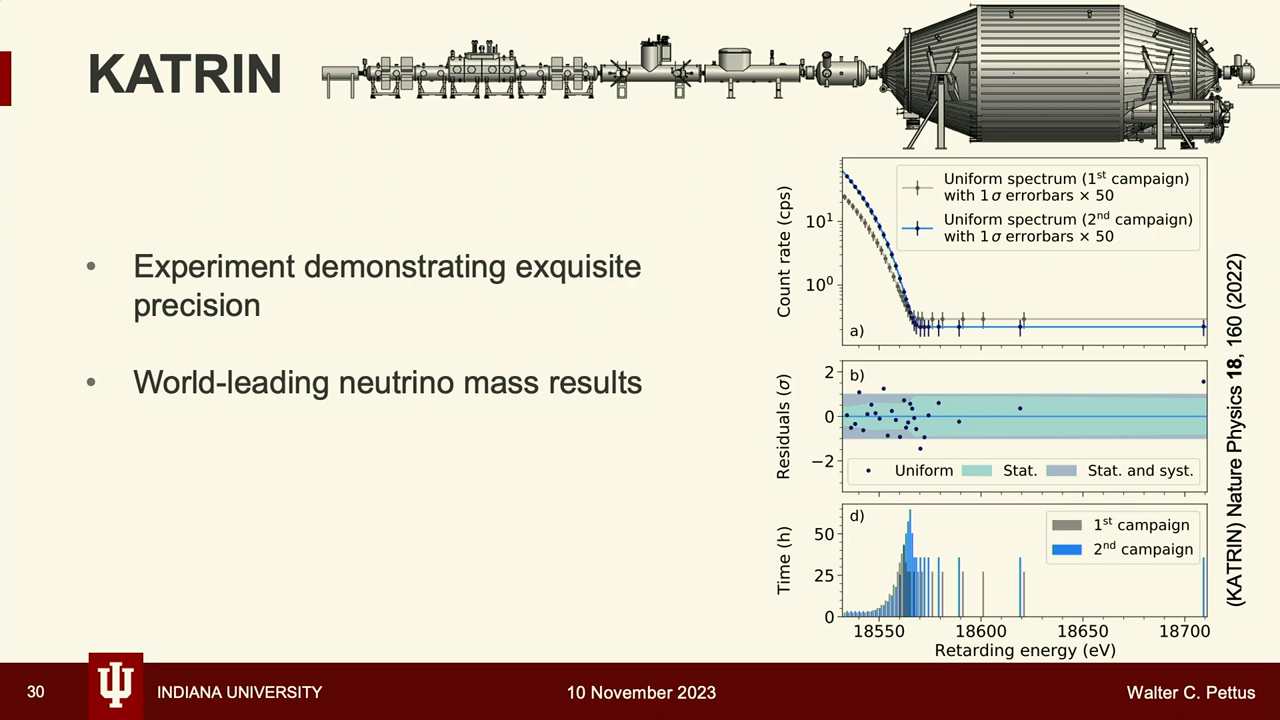 KATRIN
• Experiment demonstrating exquisite
precision
• World-leading neutrino mass results
Count rate (cps)
10¹
10⁰
Uniform spectrum (1st campaign)
with 1σ errorbars × 50
Uniform spectrum (2nd campaign)
with 1σ errorbars × 50
a)
Residuals (σ)
2
0
−2
b)
Uniform Stat. Stat. and syst.
Time (h)
50
25
0
d)
1st campaign
2nd campaign
18550 18600 18650 18700
Retarding energy (eV)
(KATRIN) Nature Physics 18, 160 (2022)
30 INDIANA UNIVERSITY 10 November 2023 Walter C. Pettus